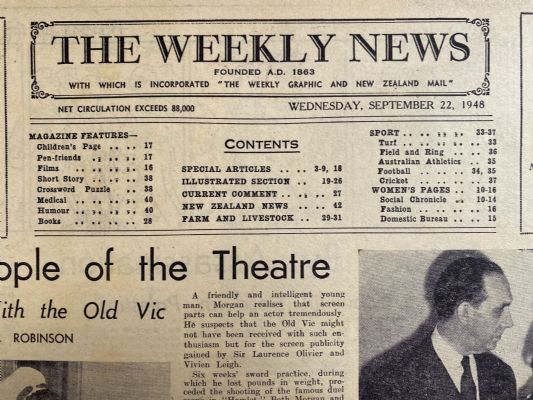 THE WEEKLY NEWS
FOUNDED A.D. 1863
WITH WHICH IS INCORPORATED "THE WEEKLY GRAPHIC AND NEW ZEALAND MAIL"
NET CIRCULATION EXCEEDS 88,000
WEDNESDAY, SEPTEMBER 22, 1948
MAGAZINE FEATURES—
Children's Page .. .. 17
Pen-friends .. .. .. 17
Films .. .. .. .. 16
Short Story .. .. .. 38
Crossword Puzzle .. 38
Medical .. .. .. .. 40
Humour .. .. .. .. 40
Books .. .. .. .. 28
CONTENTS
SPECIAL ARTICLES .. .. 3-9, 18
ILLUSTRATED SECTION .. 19-26
CURRENT COMMENT .. .. 27
NEW ZEALAND NEWS .. .. 42
FARM AND LIVESTOCK .. 29-31
SPORT .. .. .. .. 33-37
Turf .. .. .. .. .. 33
Field and Ring .. .. 36
Australian Athletics .. 35
Football .. .. .. 34, 35
Cricket .. .. .. .. 37
WOMEN'S PAGES .. 10-16
Social Chronicle .. 10-14
Fashion .. .. .. .. 16
Domestic Bureau .. .. 15
ople of the Theatre
ith the Old Vic
ROBINSON
A friendly and intelligent young
man, Morgan realises that screen
parts can help an actor tremendously.
He suspects that the Old Vic might
not have been received with such en-
thusiasm but for the screen publicity
gained by Sir Laurence Olivier and
Vivien Leigh.
Six weeks' sword practice, during
which he lost pounds in weight, pre-
ceded the shooting of the famous duel
in "Hamlet." Both Morgan and